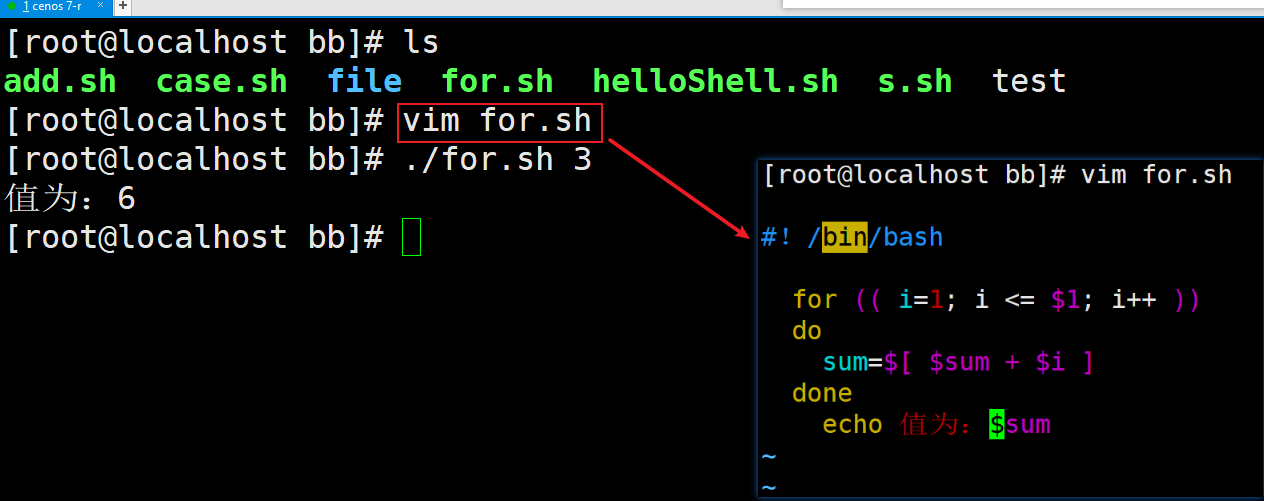 1 cenos 7-r × +
[root@localhost bb]# ls
add.sh case.sh file for.sh helloShell.sh s.sh test
[root@localhost bb]# vim for.sh
[root@localhost bb]# ./for.sh 3
值为：6
[root@localhost bb]#
[root@localhost bb]# vim for.sh
#! /bin/bash
for (( i=1; i <= $1; i++ ))
do
sum=$[ $sum + $i ]
done
echo 值为：$sum
~
~